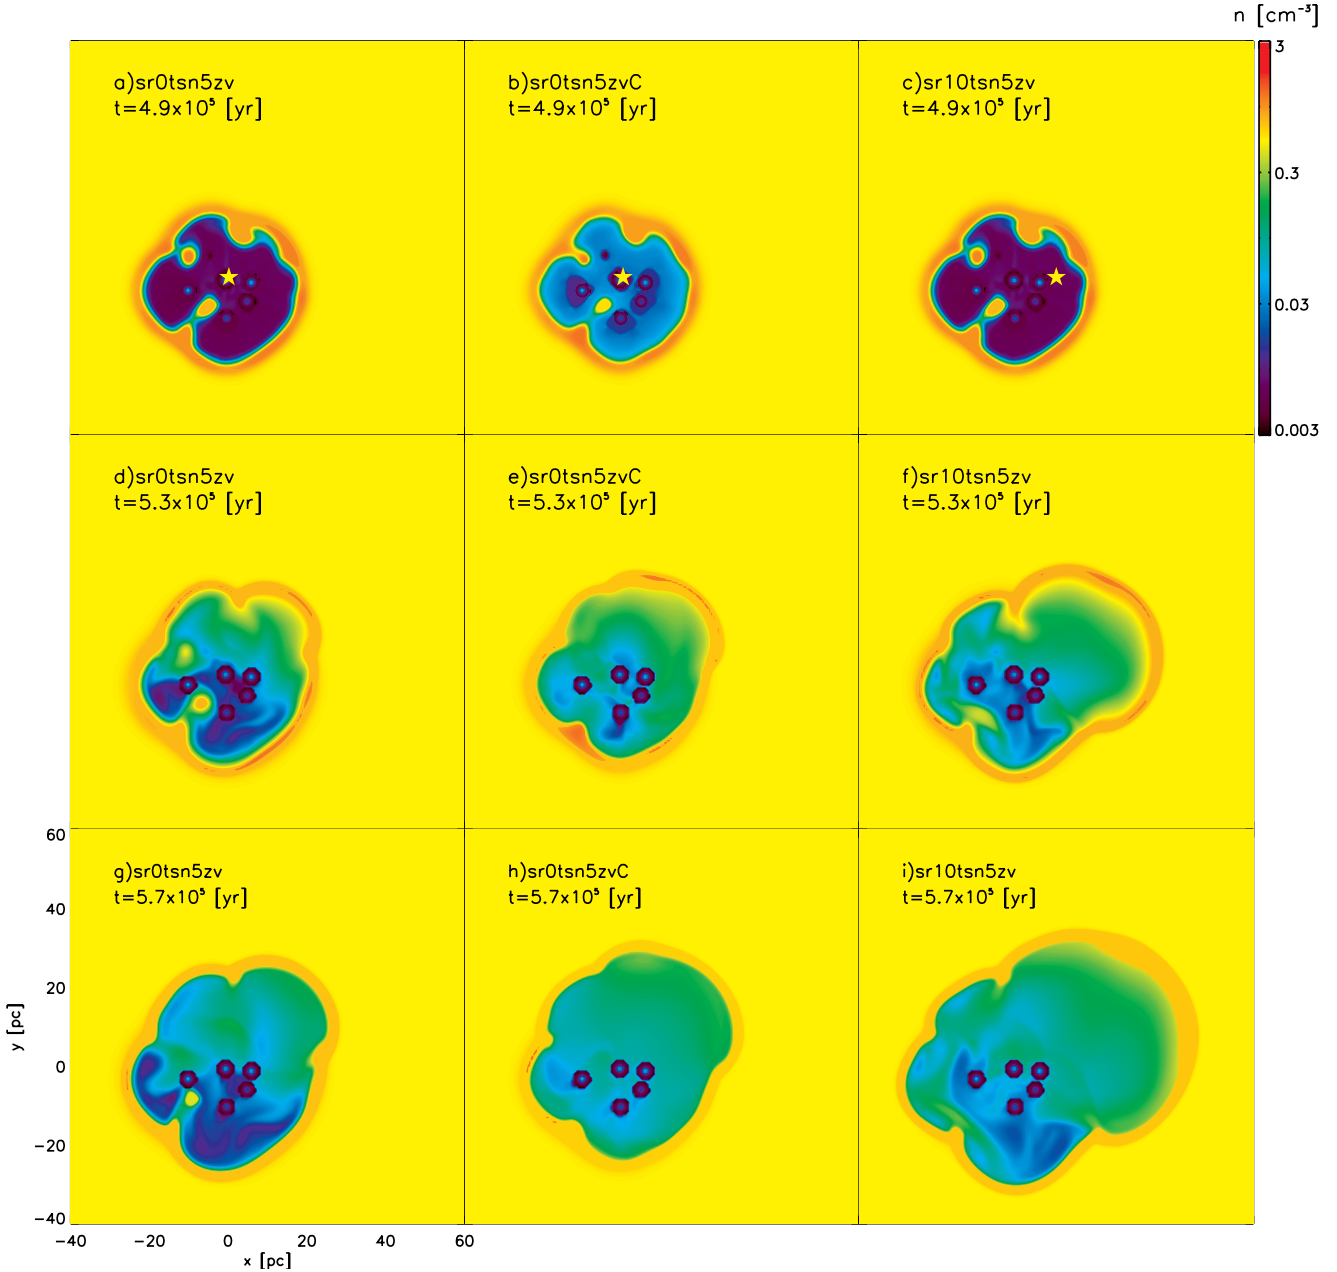 n [cm⁻³]
a)sr0tsn5zv
t=4.9x10⁵ [yr]
b)sr0tsn5zvC
t=4.9x10⁵ [yr]
c)sr10tsn5zv
t=4.9x10⁵ [yr]
3
0.3
0.03
0.003
d)sr0tsn5zv
t=5.3x10⁵ [yr]
e)sr0tsn5zvC
t=5.3x10⁵ [yr]
f)sr10tsn5zv
t=5.3x10⁵ [yr]
g)sr0tsn5zv
t=5.7x10⁵ [yr]
h)sr0tsn5zvC
t=5.7x10⁵ [yr]
i)sr10tsn5zv
t=5.7x10⁵ [yr]
60
40
20
0
−20
−40
y [pc]
−40 −20 0 20 40 60
x [pc]